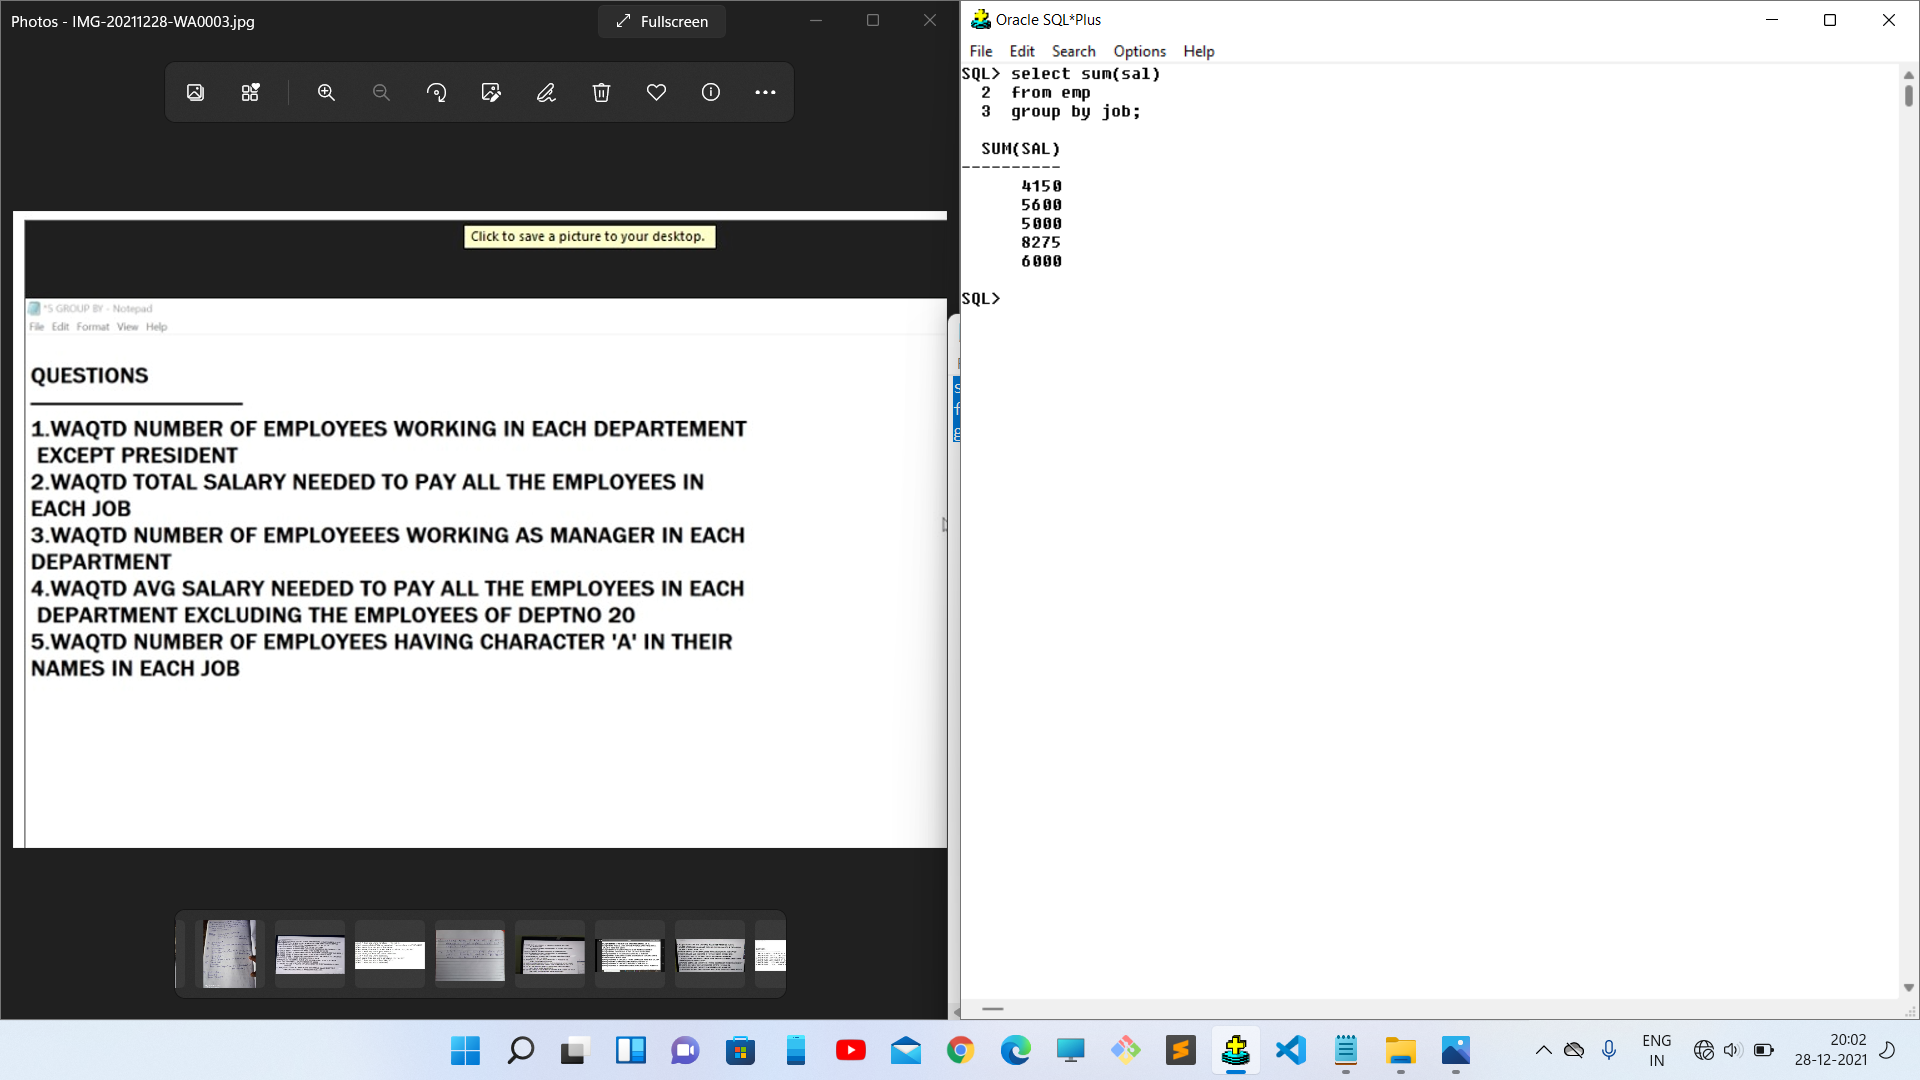 Photos - IMG-20211228-WA0003.jpg
Fullscreen
Click to save a picture to your desktop.
*S GROUP BY - Notepad
File Edit Format View Help
QUESTIONS
1.WAQTD NUMBER OF EMPLOYEES WORKING IN EACH DEPARTEMENT
EXCEPT PRESIDENT
2.WAQTD TOTAL SALARY NEEDED TO PAY ALL THE EMPLOYEES IN
EACH JOB
3.WAQTD NUMBER OF EMPLOYEEES WORKING AS MANAGER IN EACH
DEPARTMENT
4.WAQTD AVG SALARY NEEDED TO PAY ALL THE EMPLOYEES IN EACH
DEPARTMENT EXCLUDING THE EMPLOYEES OF DEPTNO 20
5.WAQTD NUMBER OF EMPLOYEES HAVING CHARACTER 'A' IN THEIR
NAMES IN EACH JOB
Oracle SQL*Plus
File Edit Search Options Help
SQL> select sum(sal)
2 from emp
3 group by job;
SUM(SAL)
----------
4150
5600
5000
8275
6000
SQL>
ENG
IN
20:02
28-12-2021